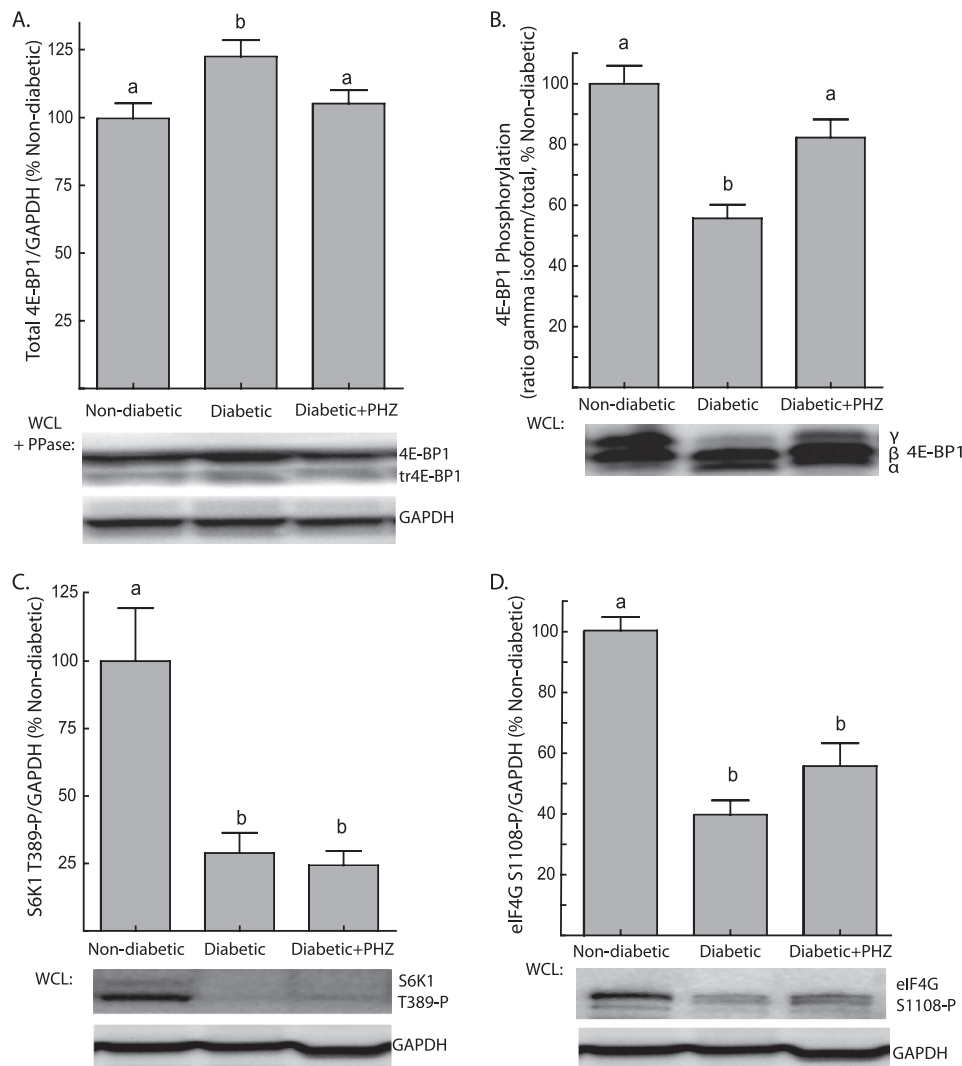 A.
Total 4E-BP1/GAPDH (% Non-diabetic)
125
100
75
50
25
a
b
a
Non-diabetic Diabetic Diabetic+PHZ
WCL
+ PPase:
4E-BP1
tr4E-BP1
GAPDH
B.
4E-BP1 Phosphorylation
(ratio gamma isoform/total, % Non-diabetic)
100
80
60
40
20
a
b
a
Non-diabetic Diabetic Diabetic+PHZ
WCL:
γ
β 4E-BP1
α
C.
S6K1 T389-P/GAPDH (% Non-diabetic)
125
100
75
50
25
a
b
b
Non-diabetic Diabetic Diabetic+PHZ
WCL:
S6K1
T389-P
GAPDH
D.
eIF4G S1108-P/GAPDH (% Non-diabetic)
100
80
60
40
20
a
b
b
Non-diabetic Diabetic Diabetic+PHZ
WCL:
eIF4G
S1108-P
GAPDH